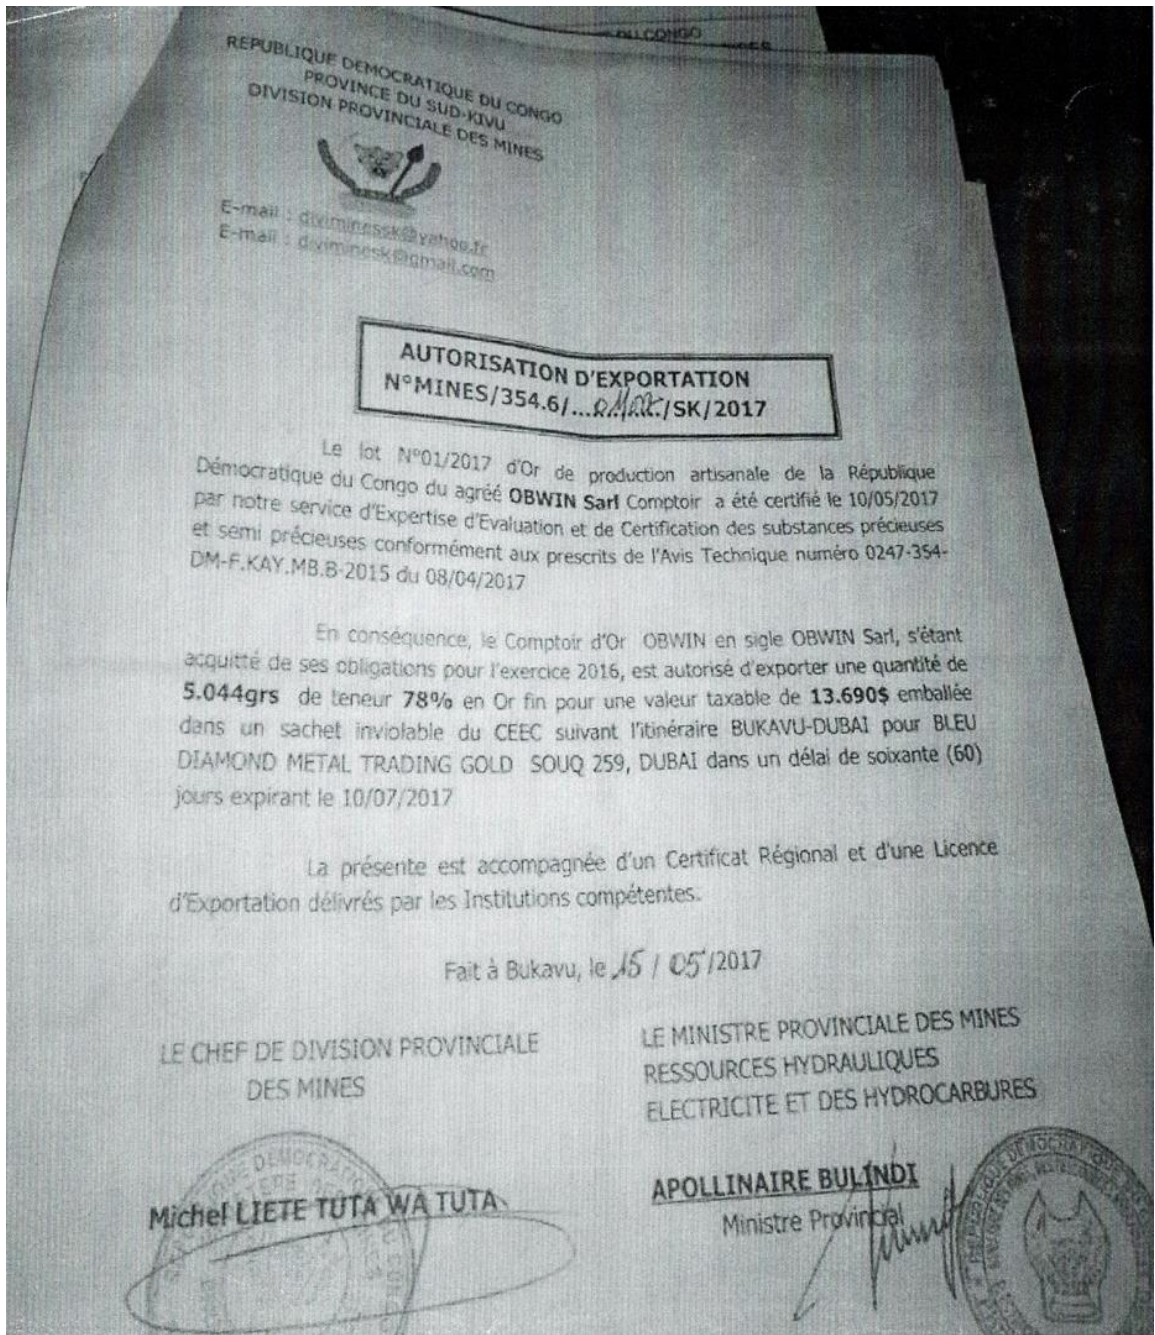 DU CONGO
REPUBLIQUE DEMOCRATIQUE DU CONGO
PROVINCE DU SUD-KIVU
DIVISION PROVINCIALE DES MINES
E-mail : diviminessk@yahoo.fr
E-mail : diviminesk@gmail.com
AUTORISATION D'EXPORTATION
N°MINES/354.6/... /SK/2017
Le lot N°01/2017 d'Or de production artisanale de la République
Démocratique du Congo du agréé OBWIN Sarl Comptoir a été certifié le 10/05/2017
par notre service d'Expertise d'Evaluation et de Certification des substances précieuses
et semi précieuses conformément aux prescrits de l'Avis Technique numéro 0247-354-
DM-F.KAY.MB.B-2015 du 08/04/2017
En conséquence, le Comptoir d'Or OBWIN en sigle OBWIN Sarl, s'étant
acquitté de ses obligations pour l'exercice 2016, est autorisé d'exporter une quantité de
5.044grs de teneur 78% en Or fin pour une valeur taxable de 13.690$ emballée
dans un sachet inviolable du CEEC suivant l'itinéraire BUKAVU-DUBAI pour BLEU
DIAMOND METAL TRADING GOLD SOUQ 259, DUBAI dans un délai de soixante (60)
jours expirant le 10/07/2017
La présente est accompagnée d'un Certificat Régional et d'une Licence
d'Exportation délivrés par les Institutions compétentes.
Fait à Bukavu, le 15 / 05 /2017
LE CHEF DE DIVISION PROVINCIALE
DES MINES
Michel LIETE TUTA WA TUTA
LE MINISTRE PROVINCIALE DES MINES
RESSOURCES HYDRAULIQUES
ELECTRICITE ET DES HYDROCARBURES
APOLLINAIRE BULINDI
Ministre Provincial